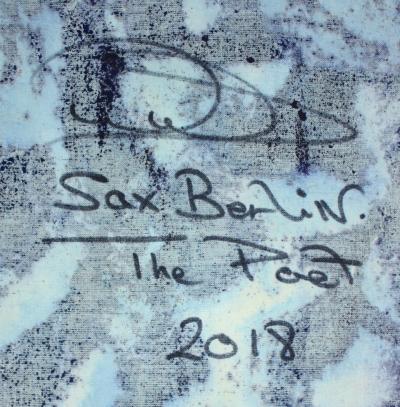 Sax Berlin.
The Poet
2018